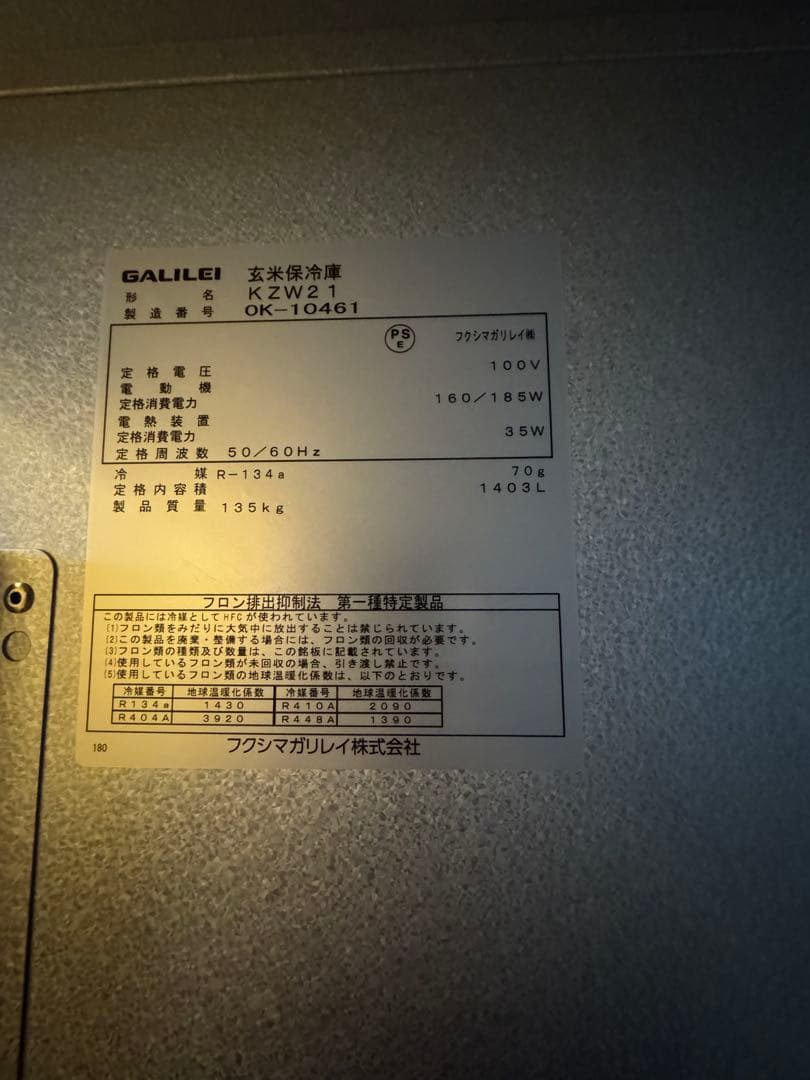 GALILEI 玄米保冷庫
形名 KZW21
製造番号 OK-10461
PS E フクシマガリレイ㈱
定格電圧 100V
電動機
定格消費電力 160/185W
電熱装置
定格消費電力 35W
定格周波数 50/60Hz
冷媒 R-134a 70g
定格内容積 1403L
製品質量 135kg
フロン排出抑制法 第一種特定製品
この製品には冷媒としてHFCが使われています。
(1)フロン類をみだりに大気中に放出することは禁じられています。
(2)この製品を廃棄・整備する場合には、フロン類の回収が必要です。
(3)フロン類の種類及び数量は、この銘板に記載されています。
(4)使用しているフロン類が未回収の場合、引き渡し禁止です。
(5)使用しているフロン類の地球温暖化係数は、以下のとおりです。
冷媒番号 地球温暖化係数 冷媒番号 地球温暖化係数
R134a 1430 R410A 2090
R404A 3920 R448A 1390
180 フクシマガリレイ株式会社